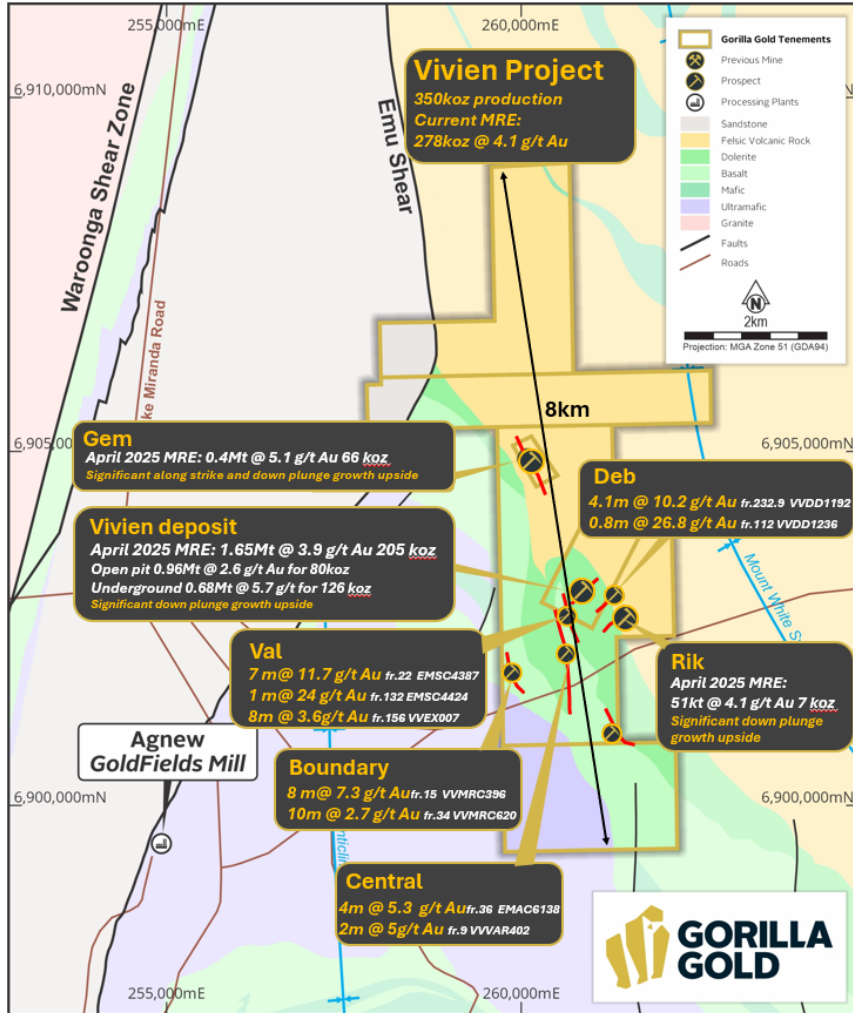 255,000mE
260,000mE
6,910,000mN
Waroonga Shear Zone
Emu Shear
Vivien Project
350koz production
Current MRE:
278koz @ 4.1 g/t Au
Gorilla Gold Tenements
Previous Mine
Prospect
Processing Plants
Sandstone
Felsic Volcanic Rock
Dolerite
Basalt
Mafic
Ultramafic
Granite
Faults
Roads
N
2km
Projection: MGA Zone 51 (GDA94)
ke Miranda Road
8km
6,905,
6,905,000mN
Gem
April 2025 MRE: 0.4Mt @ 5.1 g/t Au 66 koz
Significant along strike and down plunge growth upside
Deb
4.1m @ 10.2 g/t Au fr.232.9 VVDD1192
0.8m @ 26.8 g/t Au fr.112 VVDD1236
Vivien deposit
April 2025 MRE: 1.65Mt @ 3.9 g/t Au 205 koz
Open pit 0.96Mt @ 2.6 g/t Au for 80koz
Underground 0.68Mt @ 5.7 g/t for 126 koz
Significant down plunge growth upside
Mount White S
Val
7 m@ 11.7 g/t Au fr.22 EMSC4387
1 m@ 24 g/t Au fr.132 EMSC4424
8m @ 3.6g/t Au fr.156 VVEX007
Rik
April 2025 MRE:
51kt @ 4.1 g/t Au 7 koz
Significant down plunge
growth upside
Agnew
GoldFields Mill
Boundary
8 m@ 7.3 g/t Au fr.15 VVMRC396
10m @ 2.7 g/t Au fr.34 VVMRC620
6,900,000mN
6,900,000mN
nticlin
Central
4m @ 5.3 g/t Au fr.36 EMAC6138
2m @ 5g/t Au fr.9 VVVAR402
GORILLA
GOLD
255,000mE
260,000mE